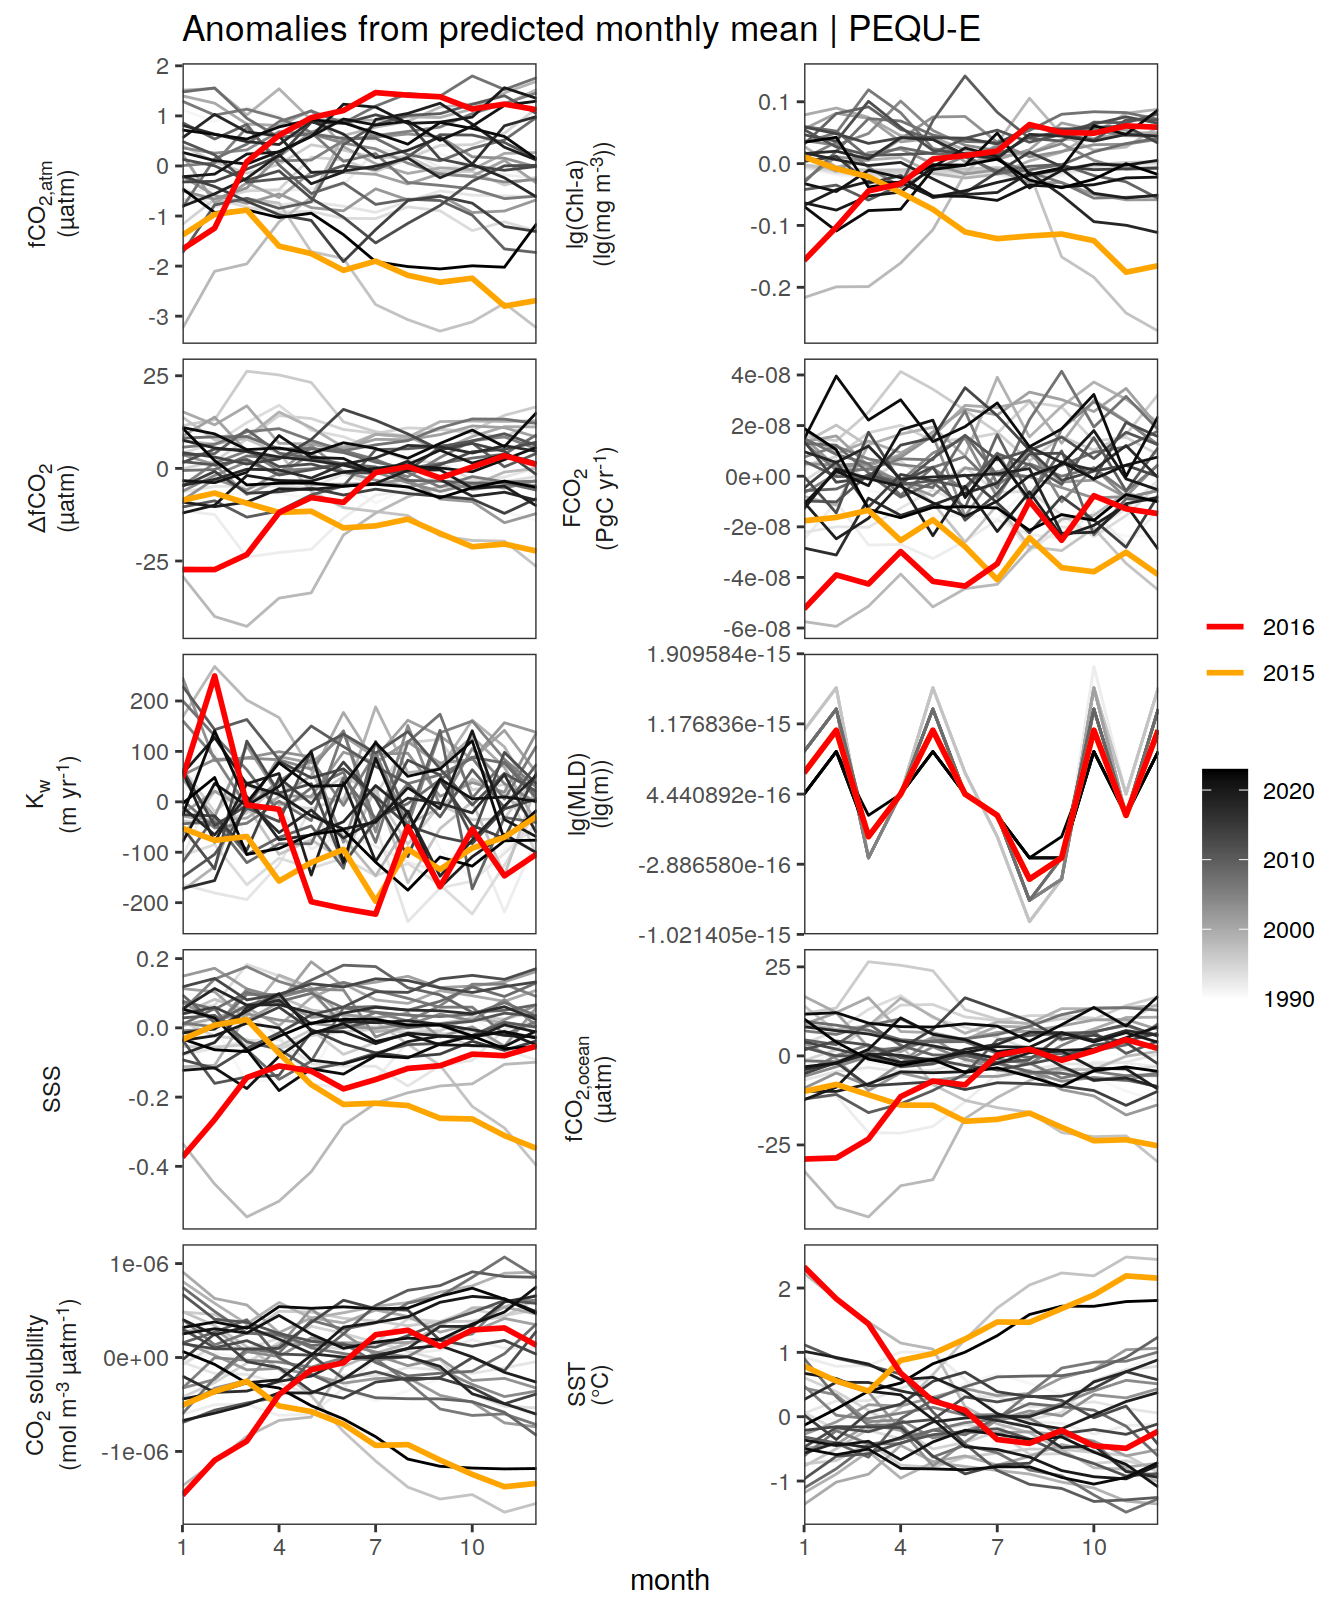 Anomalies from predicted monthly mean | PEQU-E
fCO2,atm
(µatm)
2
1
0
-1
-2
-3
lg(Chl-a)
(lg(mg m-3))
0.1
0.0
-0.1
-0.2
ΔfCO2
(µatm)
25
0
-25
FCO2
(PgC yr-1)
4e-08
2e-08
0e+00
-2e-08
-4e-08
-6e-08
Kw
(m yr-1)
200
100
0
-100
-200
lg(MLD)
(lg(m))
1.909584e-15
1.176836e-15
4.440892e-16
-2.886580e-16
-1.021405e-15
SSS
0.2
0.0
-0.2
-0.4
fCO2,ocean
(µatm)
25
0
-25
CO2 solubility
(mol m-3 µatm-1)
1e-06
0e+00
-1e-06
SST
(°C)
2
1
0
-1
1 4 7 10
1 4 7 10
month
2016
2015
2020
2010
2000
1990